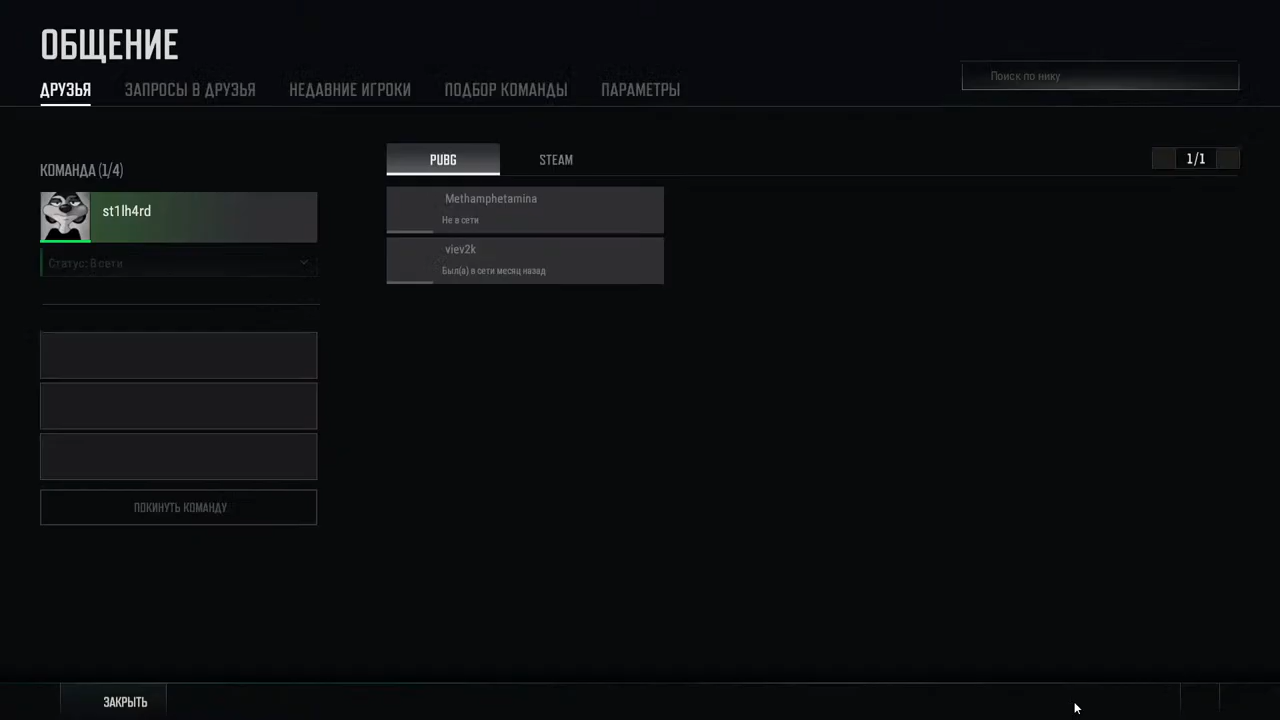 ОБЩЕНИЕ
ДРУЗЬЯ ЗАПРОСЫ В ДРУЗЬЯ НЕДАВНИЕ ИГРОКИ ПОДБОР КОМАНДЫ ПАРАМЕТРЫ
Поиск по нику
КОМАНДА (1/4)
st1lh4rd
Статус: В сети
ПОКИНУТЬ КОМАНДУ
PUBG STEAM
1/1
Methamphetamina
Не в сети
viev2k
Был(а) в сети месяц назад
ЗАКРЫТЬ